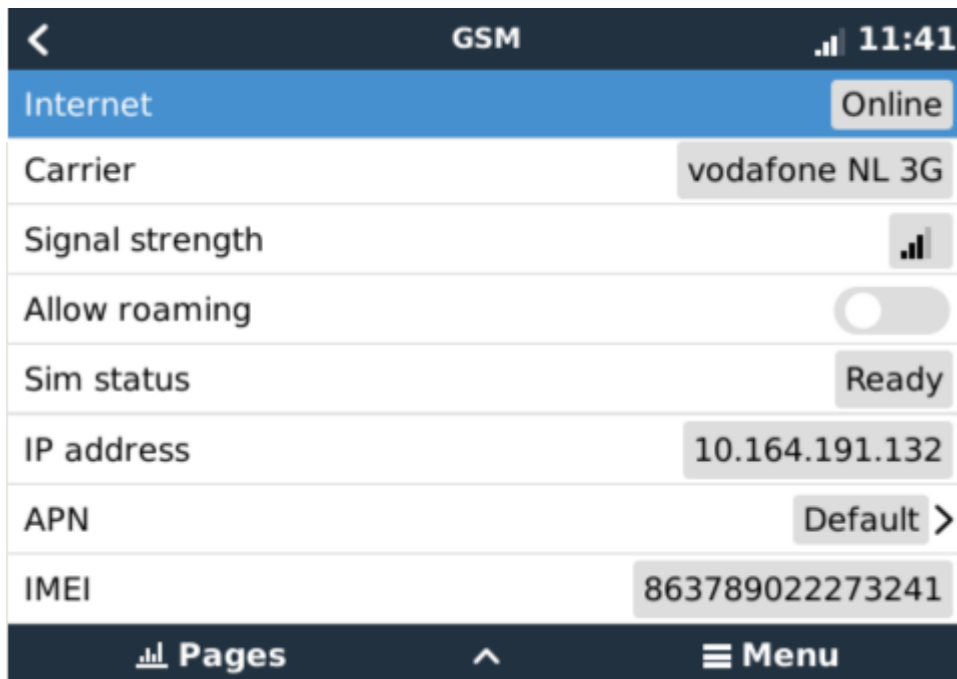 GSM 11:41
Internet Online
Carrier vodafone NL 3G
Signal strength
Allow roaming
Sim status Ready
IP address 10.164.191.132
APN Default
IMEI 863789022273241
Pages Menu